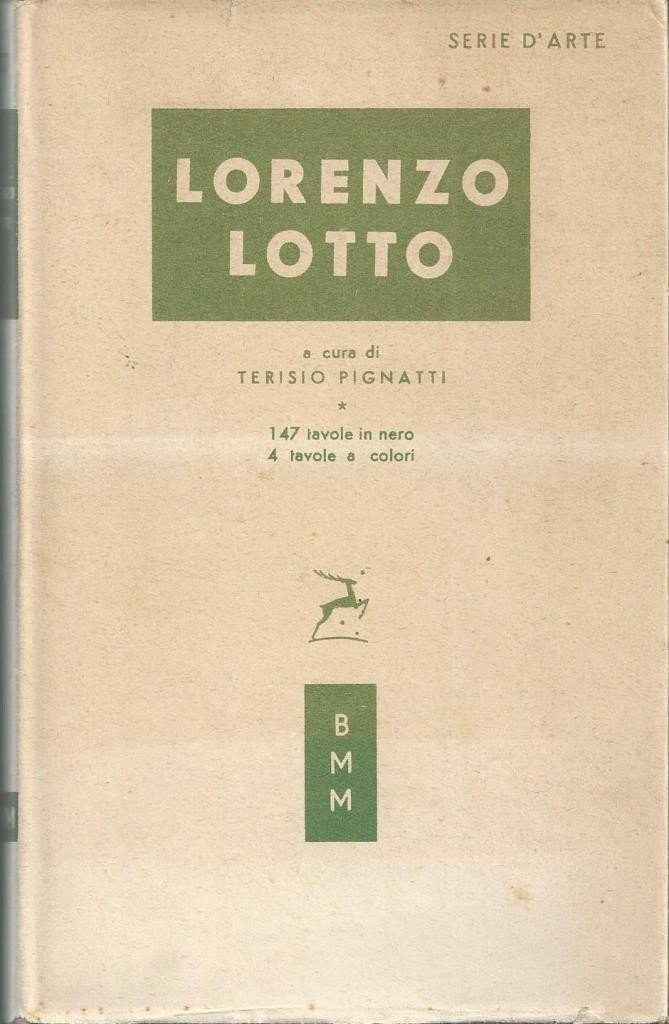 SERIE D'ARTE
LORENZO
LOTTO
a cura di
TERISIO PIGNATTI
*
147 tavole in nero
4 tavole a colori
B
M
M
M